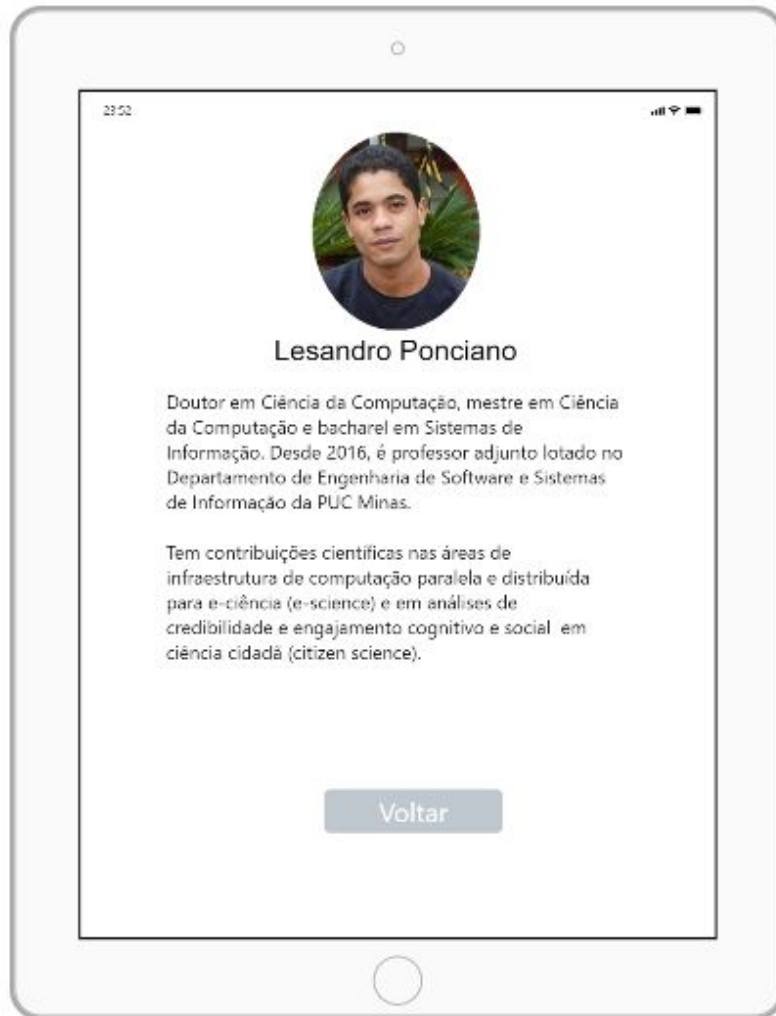 23:52
Lesandro Ponciano
Doutor em Ciência da Computação, mestre em Ciência
da Computação e bacharel em Sistemas de
Informação. Desde 2016, é professor adjunto lotado no
Departamento de Engenharia de Software e Sistemas
de Informação da PUC Minas.
Tem contribuições científicas nas áreas de
infraestrutura de computação paralela e distribuída
para e-ciência (e-science) e em análises de
credibilidade e engajamento cognitivo e social  em
ciência cidadã (citizen science).
Voltar